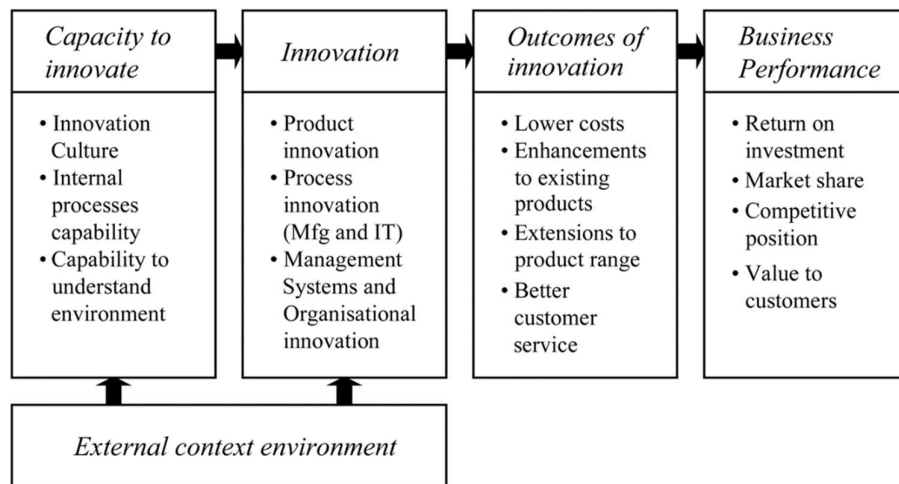 Capacity to
innovate
• Innovation
Culture
• Internal
processes
capability
• Capability to
understand
environment
Innovation
• Product
innovation
• Process
innovation
(Mfg and IT)
• Management
Systems and
Organisational
innovation
Outcomes of
innovation
• Lower costs
• Enhancements
to existing
products
• Extensions to
product range
• Better
customer
service
Business
Performance
• Return on
investment
• Market share
• Competitive
position
• Value to
customers
External context environment